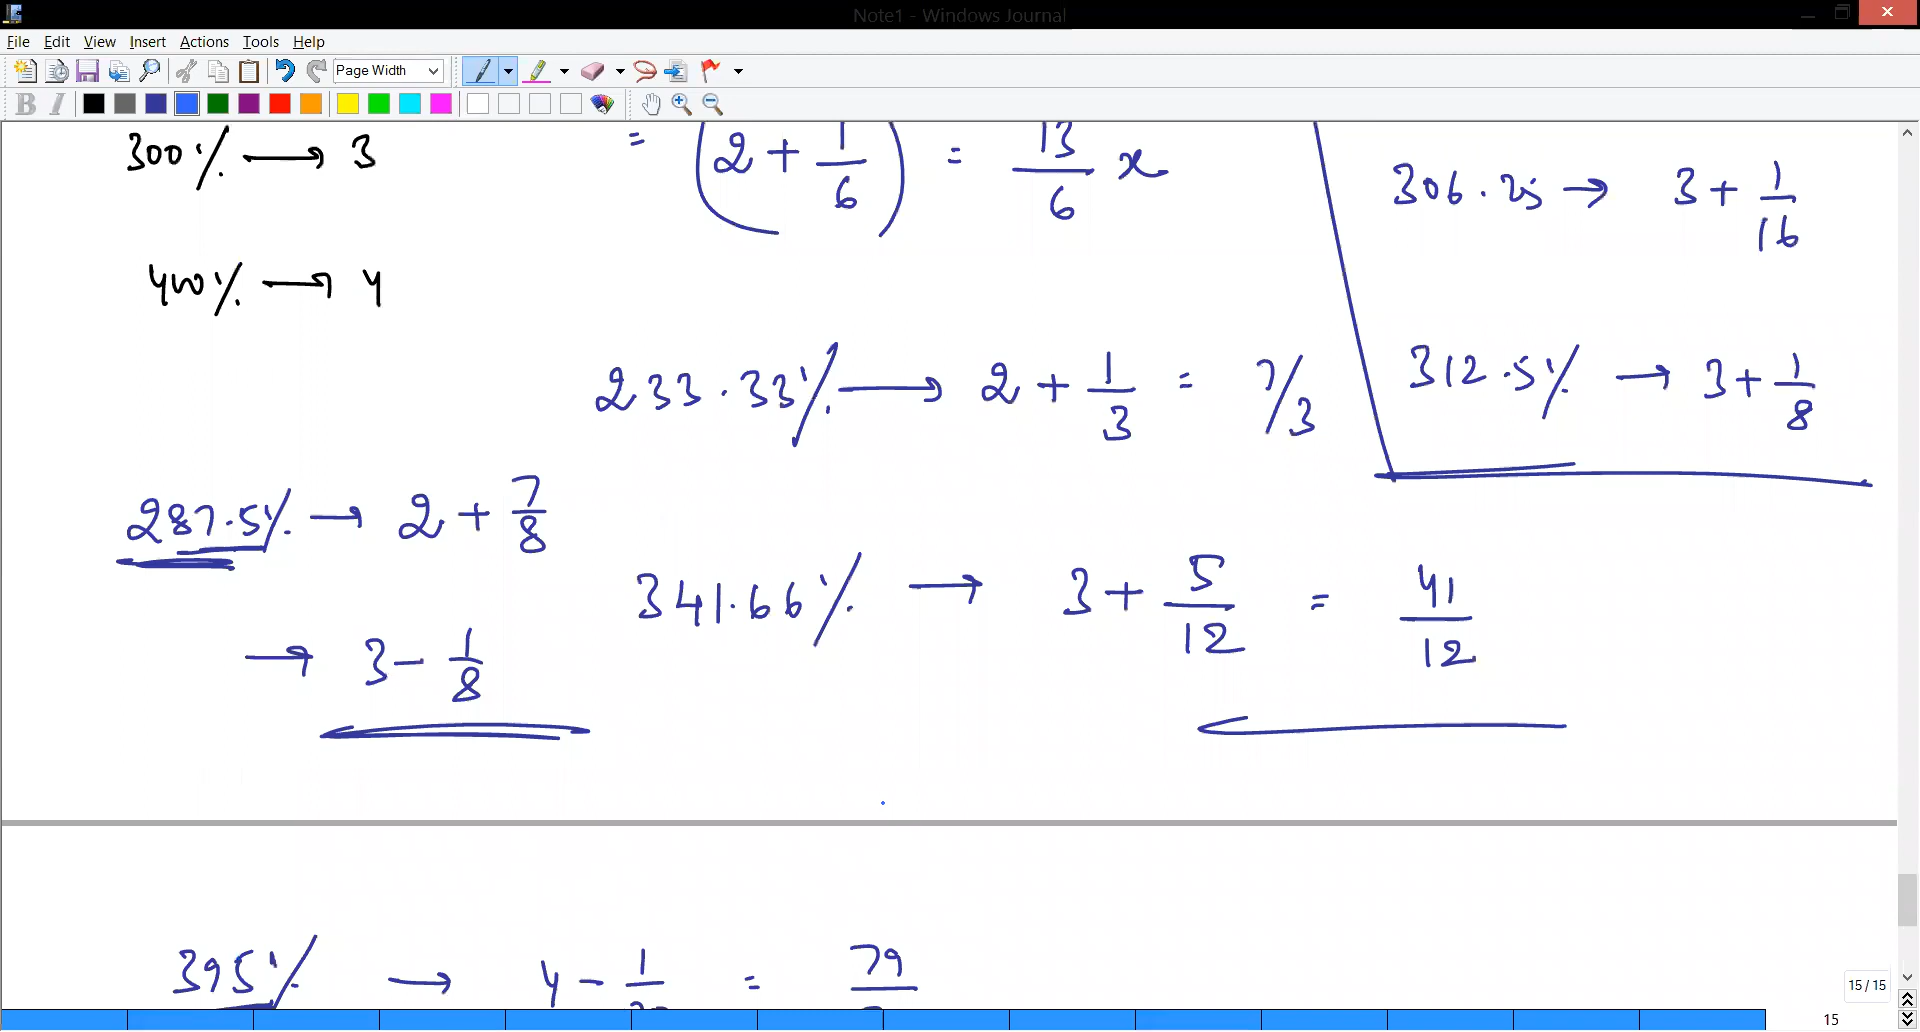 Note1 - Windows Journal
File Edit View Insert Actions Tools Help
Page Width
B I
300% → 3
= (2 + 1/6) = 13/6 x
306.25 → 3 + 1/16
400% → 4
233.33% → 2 + 1/3 = 7/3
312.5% → 3 + 1/8
287.5% → 2 + 7/8
341.66% → 3 + 5/12 = 41/12
→ 3 - 1/8
395% → 4 - 1 = 79
15 / 15
15